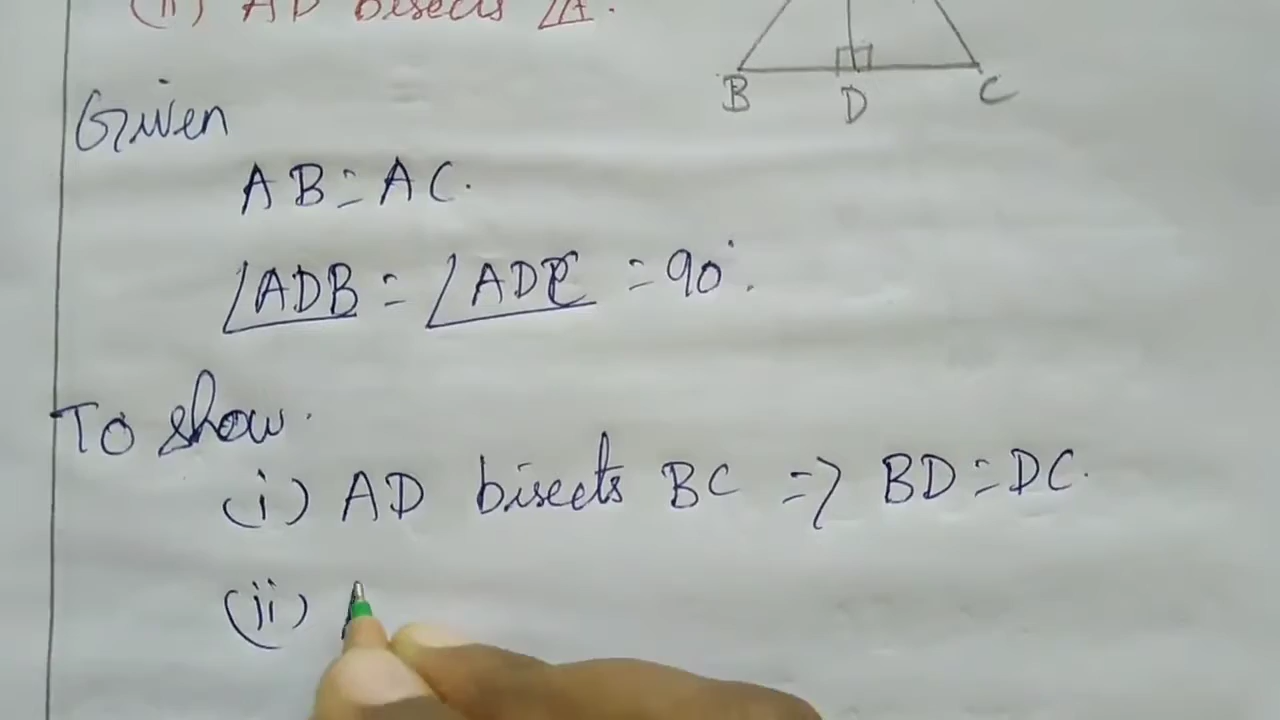 (ii) AD bisects ∠A.
B D C
Given
AB = AC.
∠ADB = ∠ADC = 90°.
To show.
(i) AD bisects BC => BD = DC.
(ii)